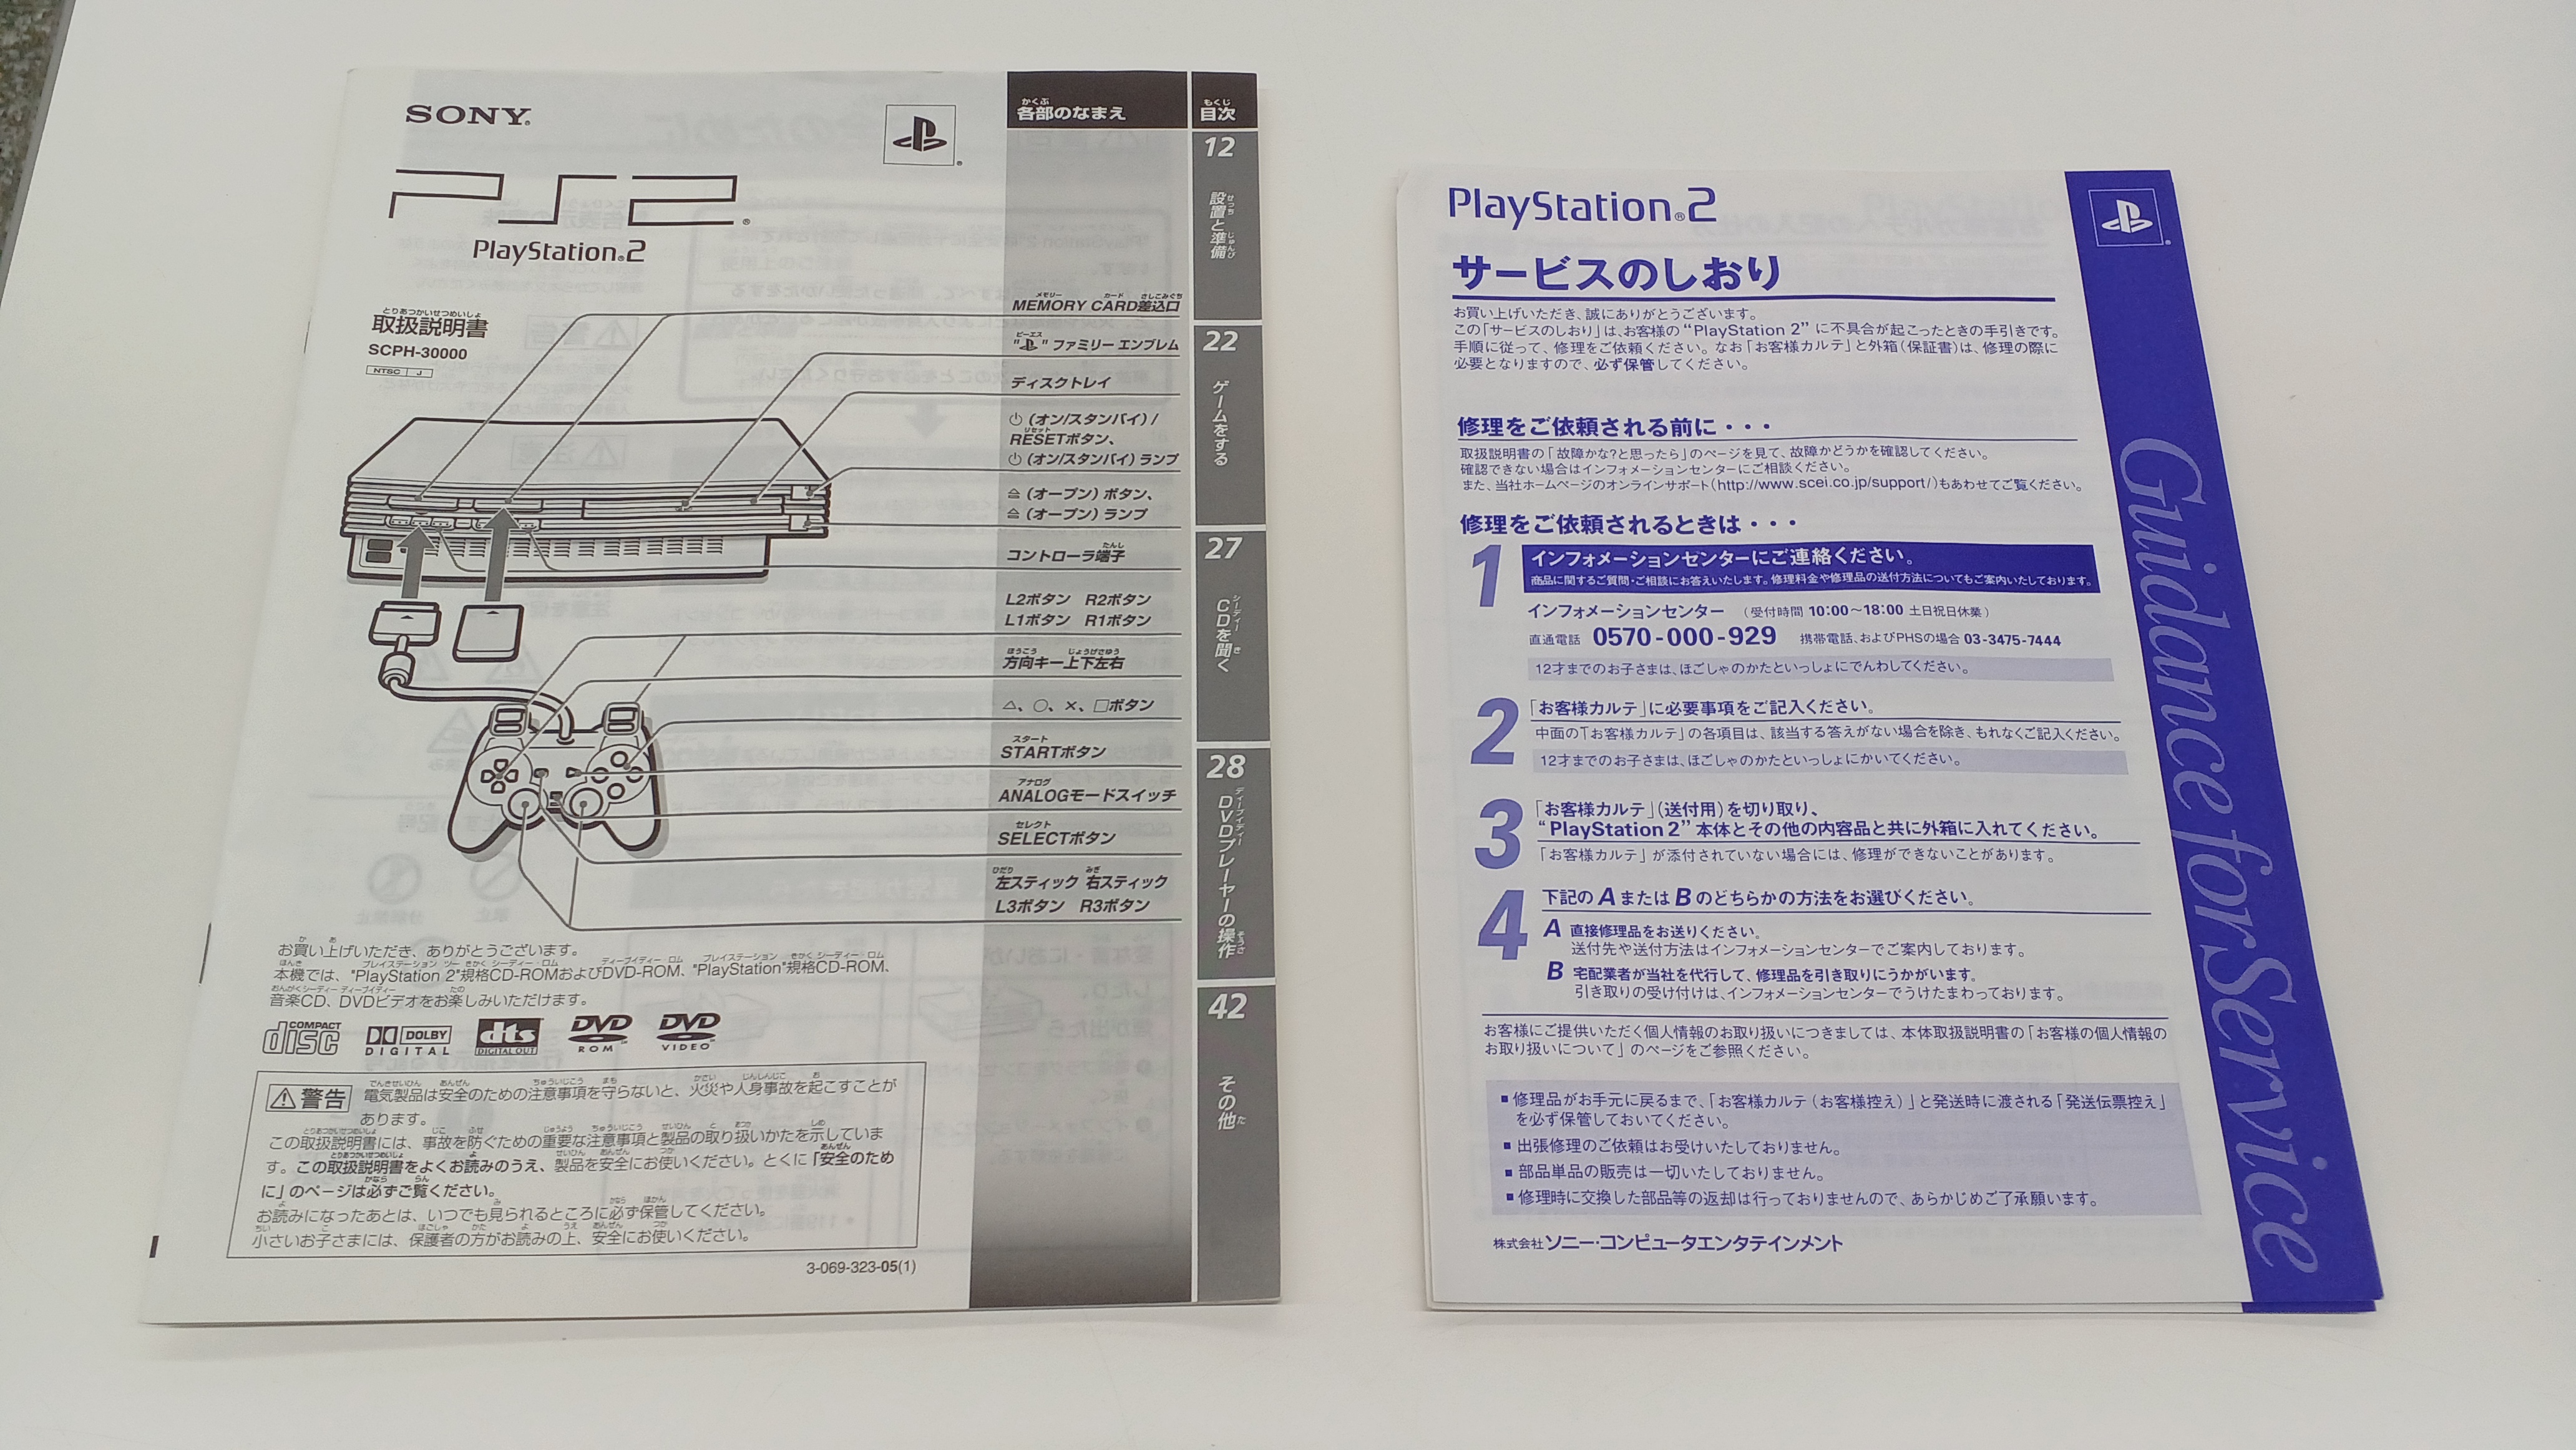 SONY
PS2
PlayStation 2
取扱説明書
SCPH-30000
NTSC J
各部のなまえ
MEMORY CARD差込口
" "ファミリー エンブレム
ディスクトレイ
(オン/スタンバイ)/
RESETボタン、
(オン/スタンバイ)ランプ
(オープン)ボタン、
(オープン)ランプ
コントローラ端子
L2ボタン R2ボタン
L1ボタン R1ボタン
方向キー上下左右
△、○、×、□ボタン
STARTボタン
ANALOGモードスイッチ
SELECTボタン
左スティック 右スティック
L3ボタン R3ボタン
目次
12
設置と準備
22
ゲームをする
27
CDを聞く
28
DVDプレーヤーの操作
42
その他
お買い上げいただき、ありがとうございます。
本機では、"PlayStation 2"規格CD-ROMおよびDVD-ROM、"PlayStation"規格CD-ROM、
音楽CD、DVDビデオをお楽しみいただけます。
COMPACT disc
DOLBY DIGITAL
dts DIGITAL OUT
DVD ROM
DVD VIDEO
警告 電気製品は安全のための注意事項を守らないと、火災や人身事故を起こすことが
あります。
この取扱説明書には、事故を防ぐための重要な注意事項と製品の取り扱いかたを示していま
す。この取扱説明書をよくお読みのうえ、製品を安全にお使いください。とくに「安全のため
に」のページは必ずご覧ください。
お読みになったあとは、いつでも見られるところに必ず保管してください。
小さいお子さまには、保護者の方がお読みの上、安全にお使いください。
3-069-323-05(1)
PlayStation®2
サービスのしおり
お買い上げいただき、誠にありがとうございます。
この「サービスのしおり」は、お客様の"PlayStation 2"に不具合が起こったときの手引きです。
手順に従って、修理をご依頼ください。なお「お客様カルテ」と外箱(保証書)は、修理の際に
必要となりますので、必ず保管してください。
修理をご依頼される前に・・・
取扱説明書の「故障かな?と思ったら」のページを見て、故障かどうかを確認してください。
確認できない場合はインフォメーションセンターにご相談ください。
また、当社ホームページのオンラインサポート(http://www.scei.co.jp/support/)もあわせてご覧ください。
修理をご依頼されるときは・・・
1 インフォメーションセンターにご連絡ください。
商品に関するご質問・ご相談にお答えいたします。修理料金や修理品の送付方法についてもご案内いたしております。
インフォメーションセンター (受付時間 10:00～18:00 土日祝日休業)
直通電話 0570-000-929 携帯電話、およびPHSの場合 03-3475-7444
12才までのお子さまは、ほごしゃのかたといっしょにでんわしてください。
2 「お客様カルテ」に必要事項をご記入ください。
中面の「お客様カルテ」の各項目は、該当する答えがない場合を除き、もれなくご記入ください。
12才までのお子さまは、ほごしゃのかたといっしょにかいてください。
3 「お客様カルテ」(送付用)を切り取り、
"PlayStation 2"本体とその他の内容品と共に外箱に入れてください。
「お客様カルテ」が添付されていない場合には、修理ができないことがあります。
4 下記のAまたはBのどちらかの方法をお選びください。
A 直接修理品をお送りください。
送付先や送付方法はインフォメーションセンターでご案内しております。
B 宅配業者が当社を代行して、修理品を引き取りにうかがいます。
引き取りの受け付けは、インフォメーションセンターでうけたまわっております。
お客様にご提供いただく個人情報のお取り扱いにつきましては、本体取扱説明書の「お客様の個人情報の
お取り扱いについて」のページをご参照ください。
■修理品がお手元に戻るまで、「お客様カルテ(お客様控え)」と発送時に渡される「発送伝票控え」
を必ず保管しておいてください。
■出張修理のご依頼はお受けいたしておりません。
■部品単品の販売は一切いたしておりません。
■修理時に交換した部品等の返却は行っておりませんので、あらかじめご了承願います。
株式会社ソニー・コンピュータエンタテインメント
Guidance for Service